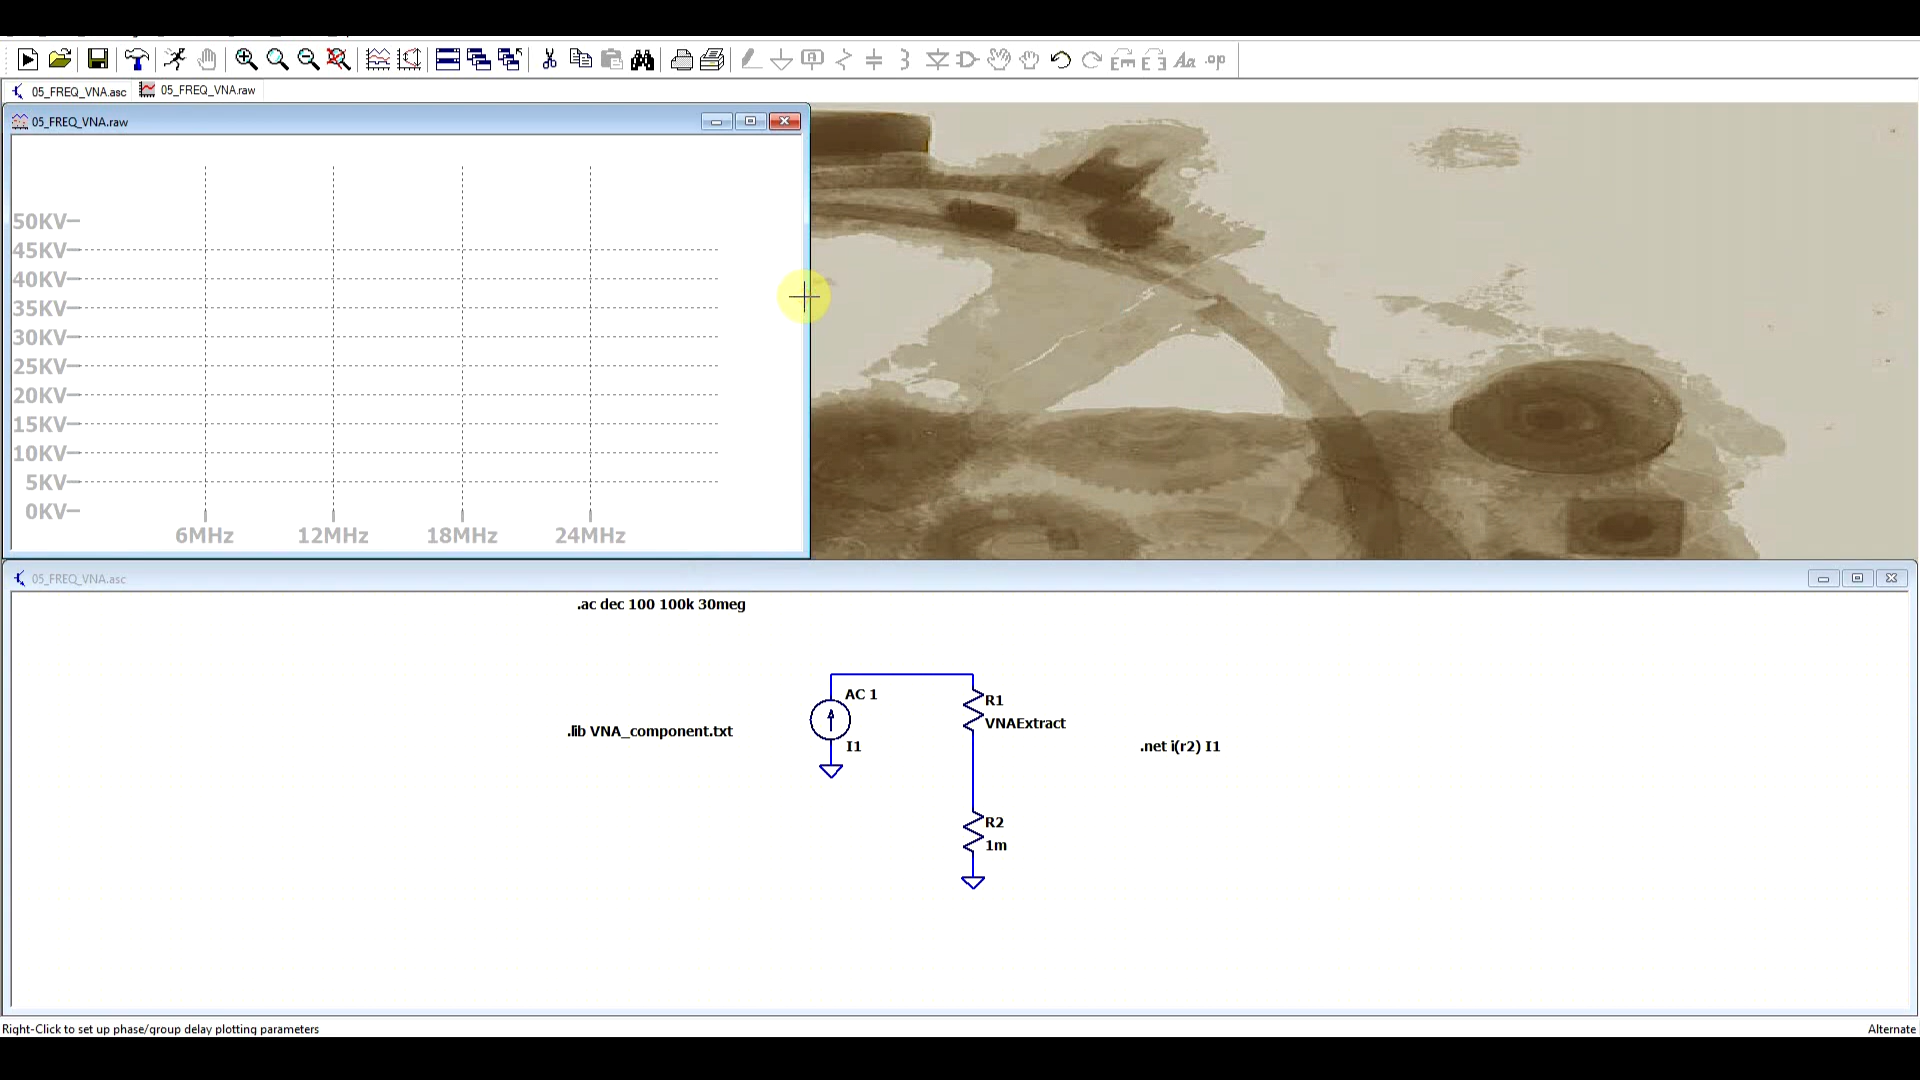 .op
05_FREQ_VNA.asc 05_FREQ_VNA.raw
05_FREQ_VNA.raw
50KV
45KV
40KV
35KV
30KV
25KV
20KV
15KV
10KV
5KV
0KV
6MHz 12MHz 18MHz 24MHz
05_FREQ_VNA.asc
.ac dec 100 100k 30meg
AC 1
R1
VNAExtract
.lib VNA_component.txt
I1
.net i(r2) I1
R2
1m
Right-Click to set up phase/group delay plotting parameters
Alternate